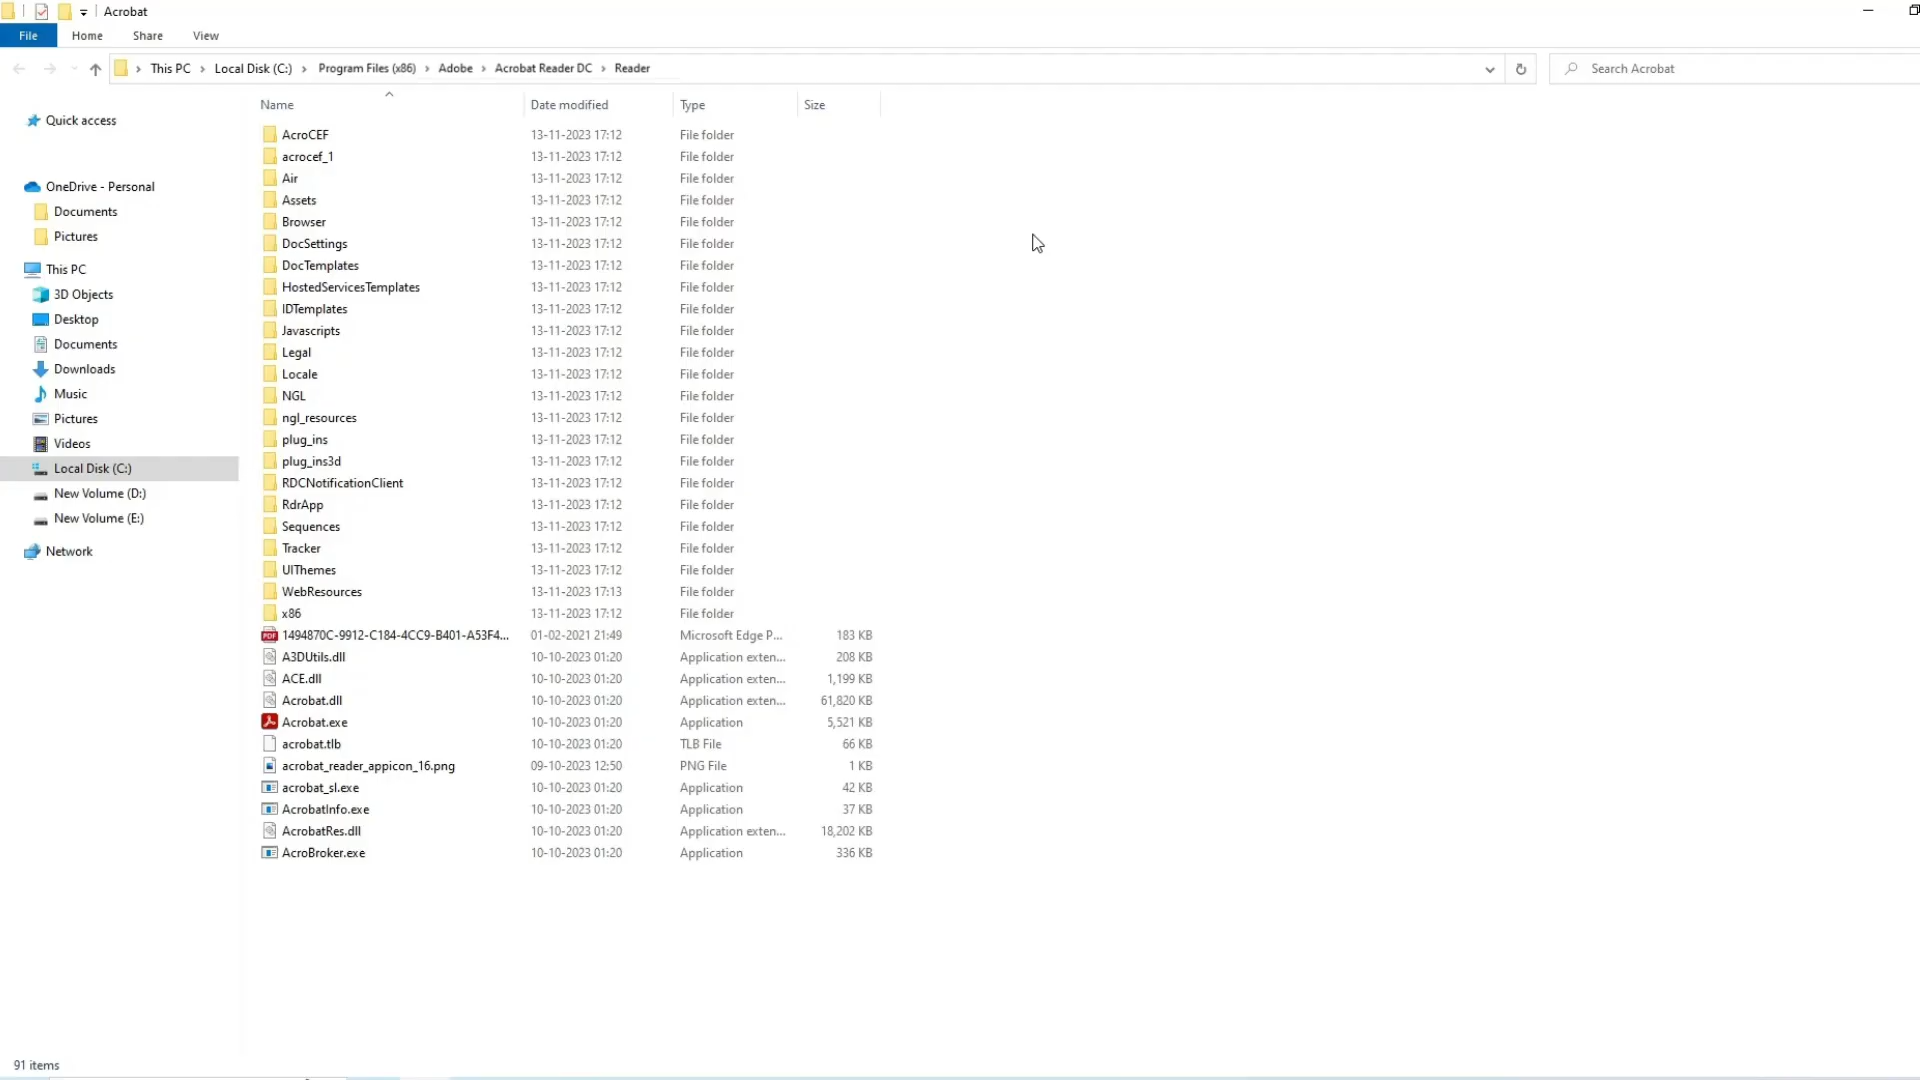 Acrobat
File Home Share View
This PC › Local Disk (C:) › Program Files (x86) › Adobe › Acrobat Reader DC › Reader
Search Acrobat
Quick access
OneDrive - Personal
Documents
Pictures
This PC
3D Objects
Desktop
Documents
Downloads
Music
Pictures
Videos
Local Disk (C:)
New Volume (D:)
New Volume (E:)
Network
Name Date modified Type Size
AcroCEF 13-11-2023 17:12 File folder
acrocef_1 13-11-2023 17:12 File folder
Air 13-11-2023 17:12 File folder
Assets 13-11-2023 17:12 File folder
Browser 13-11-2023 17:12 File folder
DocSettings 13-11-2023 17:12 File folder
DocTemplates 13-11-2023 17:12 File folder
HostedServicesTemplates 13-11-2023 17:12 File folder
IDTemplates 13-11-2023 17:12 File folder
Javascripts 13-11-2023 17:12 File folder
Legal 13-11-2023 17:12 File folder
Locale 13-11-2023 17:12 File folder
NGL 13-11-2023 17:12 File folder
ngl_resources 13-11-2023 17:12 File folder
plug_ins 13-11-2023 17:12 File folder
plug_ins3d 13-11-2023 17:12 File folder
RDCNotificationClient 13-11-2023 17:12 File folder
RdrApp 13-11-2023 17:12 File folder
Sequences 13-11-2023 17:12 File folder
Tracker 13-11-2023 17:12 File folder
UIThemes 13-11-2023 17:12 File folder
WebResources 13-11-2023 17:13 File folder
x86 13-11-2023 17:12 File folder
PDF 1494870C-9912-C184-4CC9-B401-A53F4... 01-02-2021 21:49 Microsoft Edge P... 183 KB
A3DUtils.dll 10-10-2023 01:20 Application exten... 208 KB
ACE.dll 10-10-2023 01:20 Application exten... 1,199 KB
Acrobat.dll 10-10-2023 01:20 Application exten... 61,820 KB
Acrobat.exe 10-10-2023 01:20 Application 5,521 KB
acrobat.tlb 10-10-2023 01:20 TLB File 66 KB
acrobat_reader_appicon_16.png 09-10-2023 12:50 PNG File 1 KB
acrobat_sl.exe 10-10-2023 01:20 Application 42 KB
AcrobatInfo.exe 10-10-2023 01:20 Application 37 KB
AcrobatRes.dll 10-10-2023 01:20 Application exten... 18,202 KB
AcroBroker.exe 10-10-2023 01:20 Application 336 KB
91 items